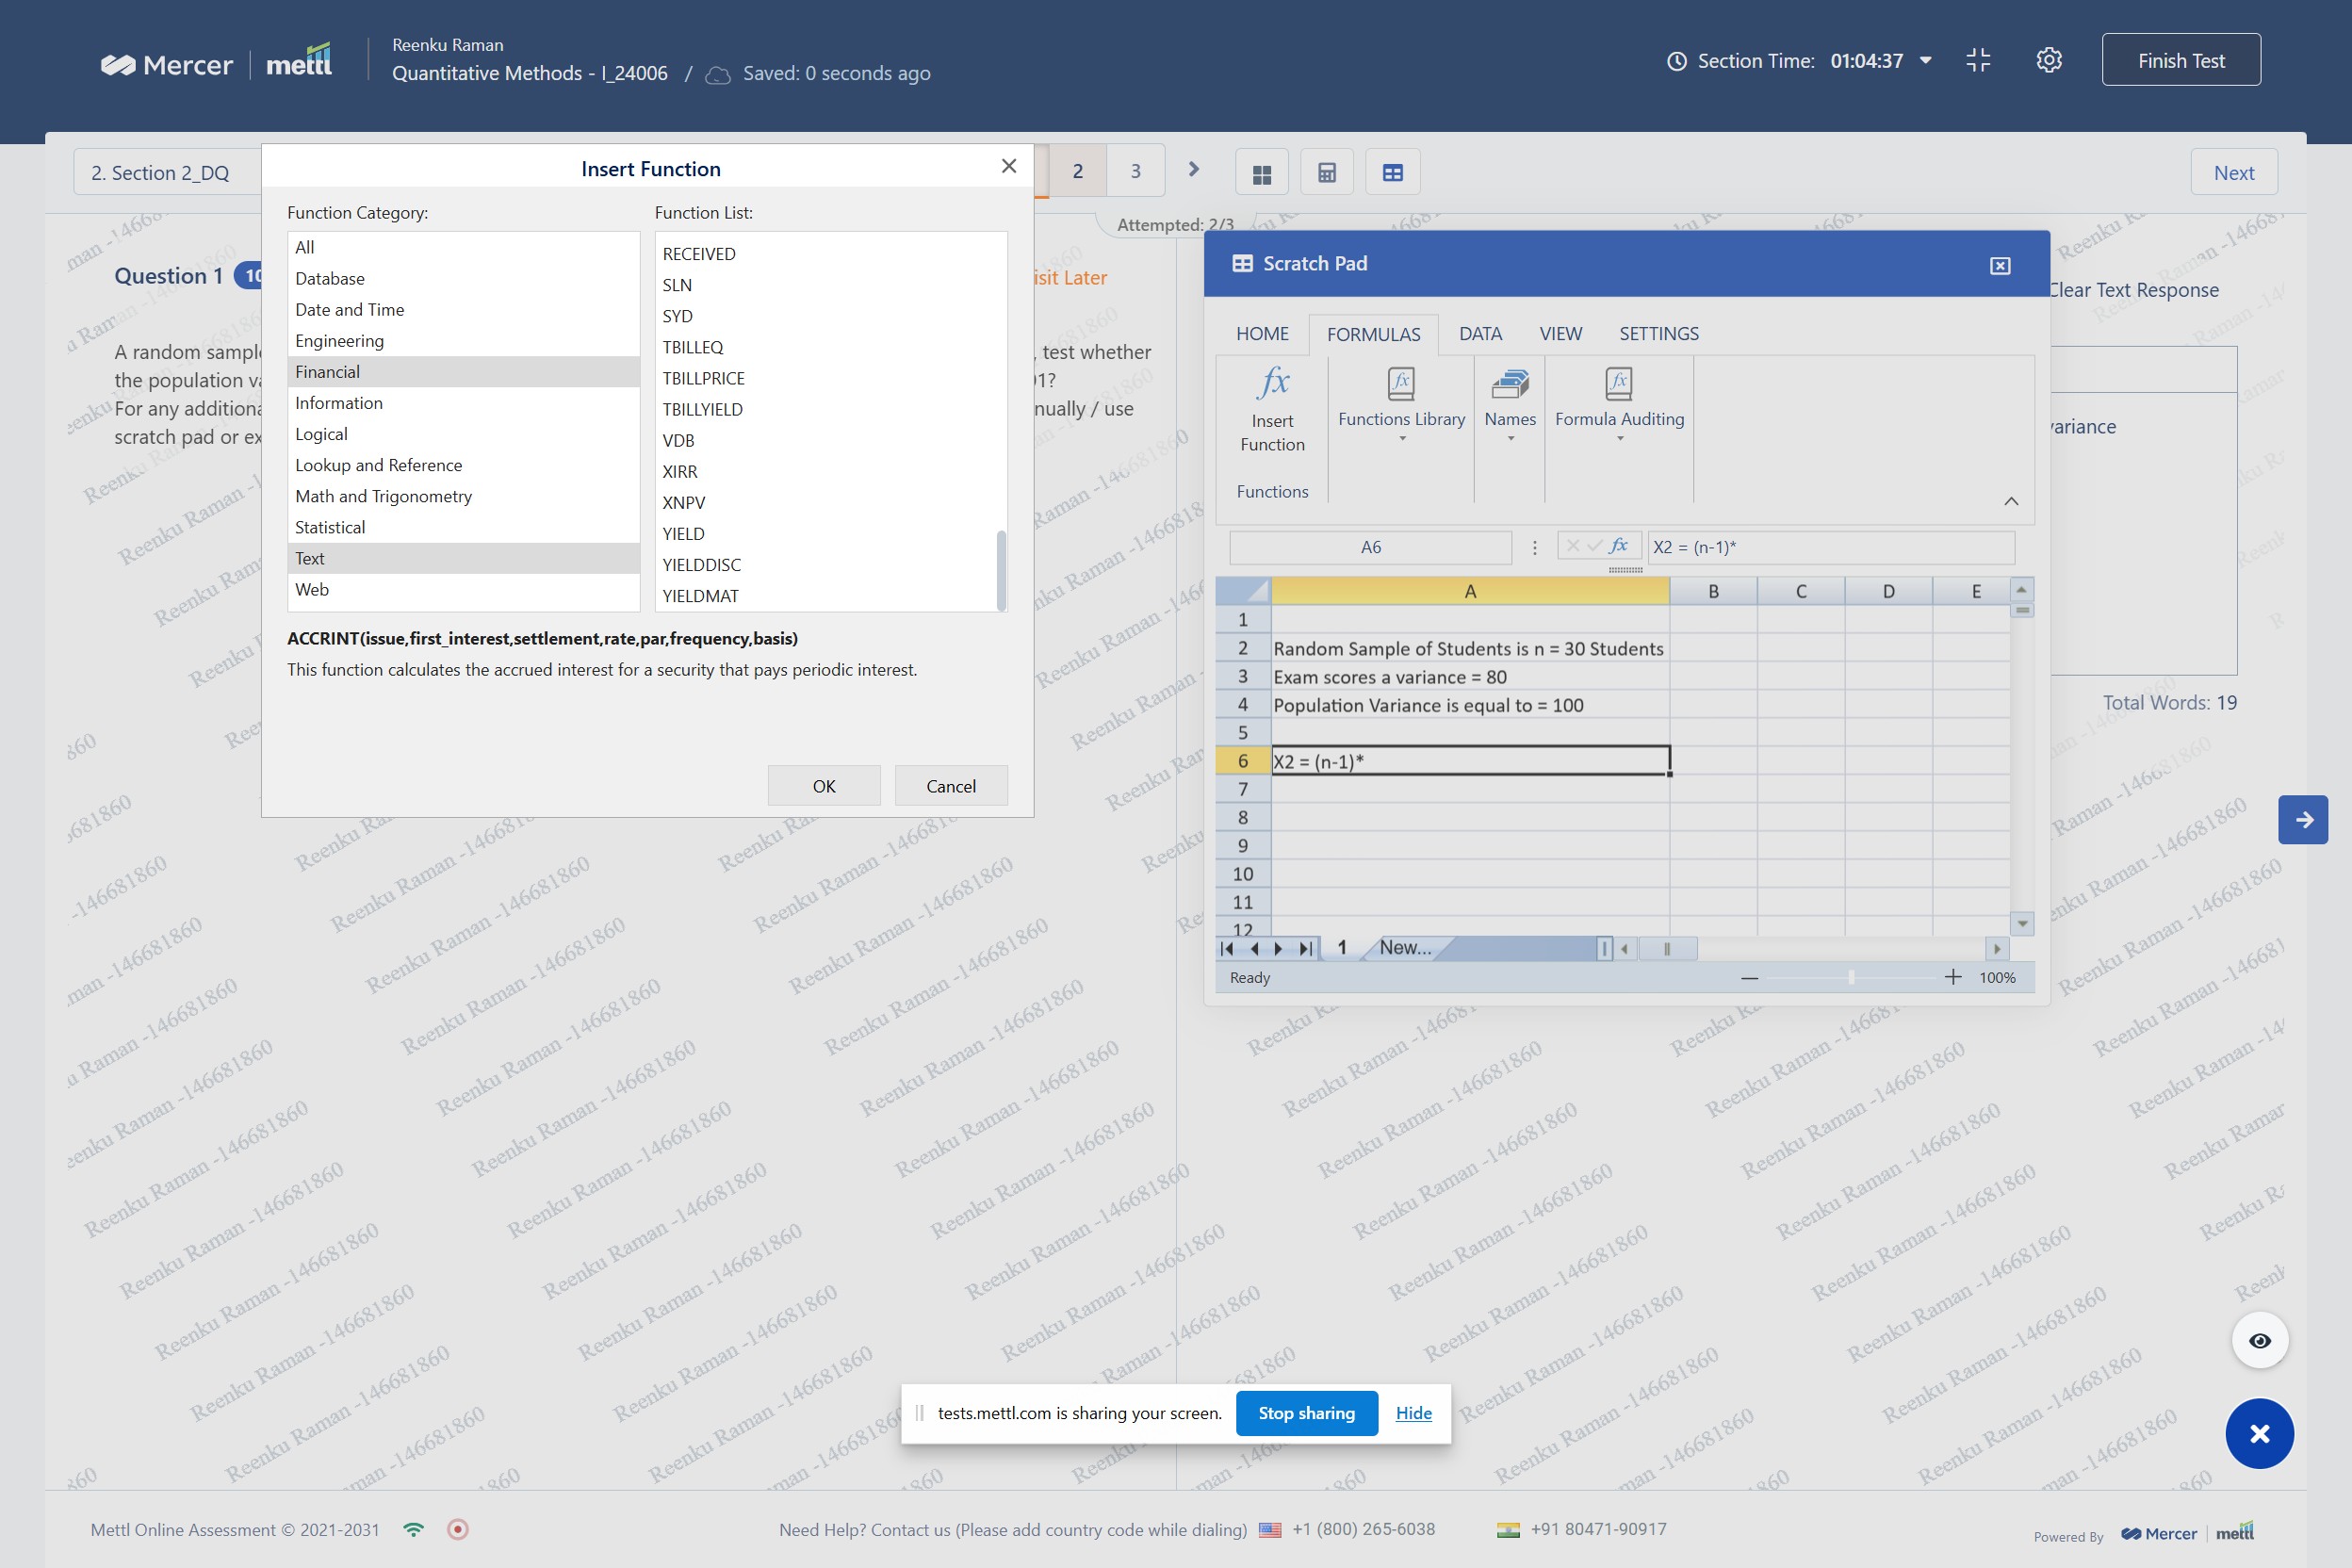 Mercer | mettl
Reenku Raman
Quantitative Methods - I_24006 / Saved: 0 seconds ago
Section Time: 01:04:37
Finish Test
2. Section 2_DQ
2
3
Next
Attempted: 2/3
Question 1
isit Later
A random sampl
, test whether
the population va
For any additiona
nually / use
scratch pad or ex
Insert Function
Function Category:
All
Database
Date and Time
Engineering
Financial
Information
Logical
Lookup and Reference
Math and Trigonometry
Statistical
Text
Web
Function List:
RECEIVED
SLN
SYD
TBILLEQ
TBILLPRICE
TBILLYIELD
VDB
XIRR
XNPV
YIELD
YIELDDISC
YIELDMAT
ACCRINT(issue,first_interest,settlement,rate,par,frequency,basis)
This function calculates the accrued interest for a security that pays periodic interest.
OK
Cancel
Scratch Pad
HOME FORMULAS DATA VIEW SETTINGS
fx
Insert
Function
Functions Library
Names
Formula Auditing
Functions
A6
fx
X2 = (n-1)*
A B C D E
1
2 Random Sample of Students is n = 30 Students
3 Exam scores a variance = 80
4 Population Variance is equal to = 100
5
6 X2 = (n-1)*
7
8
9
10
11
12
1 New...
Ready
100%
Clear Text Response
variance
Total Words: 19
Reenku Raman -146681860
tests.mettl.com is sharing your screen.
Stop sharing
Hide
Mettl Online Assessment © 2021-2031
Need Help? Contact us (Please add country code while dialing) +1 (800) 265-6038 +91 80471-90917
Powered By Mercer | mettl